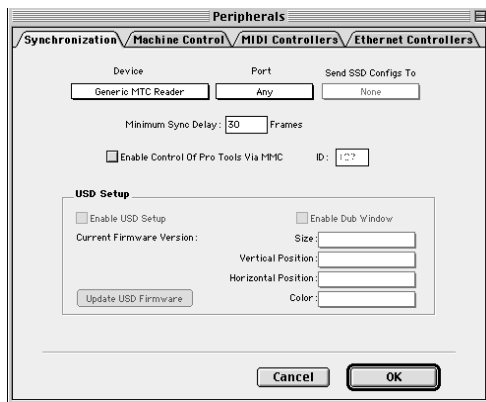 Peripherals
Synchronization Machine Control MIDI Controllers Ethernet Controllers
Device Port Send SSD Configs To
Generic MTC Reader Any None
Minimum Sync Delay: 30 Frames
Enable Control Of Pro Tools Via MMC ID: 127
USD Setup
Enable USD Setup Enable Dub Window
Current Firmware Version: Size:
Vertical Position:
Horizontal Position:
Update USD Firmware Color:
Cancel OK